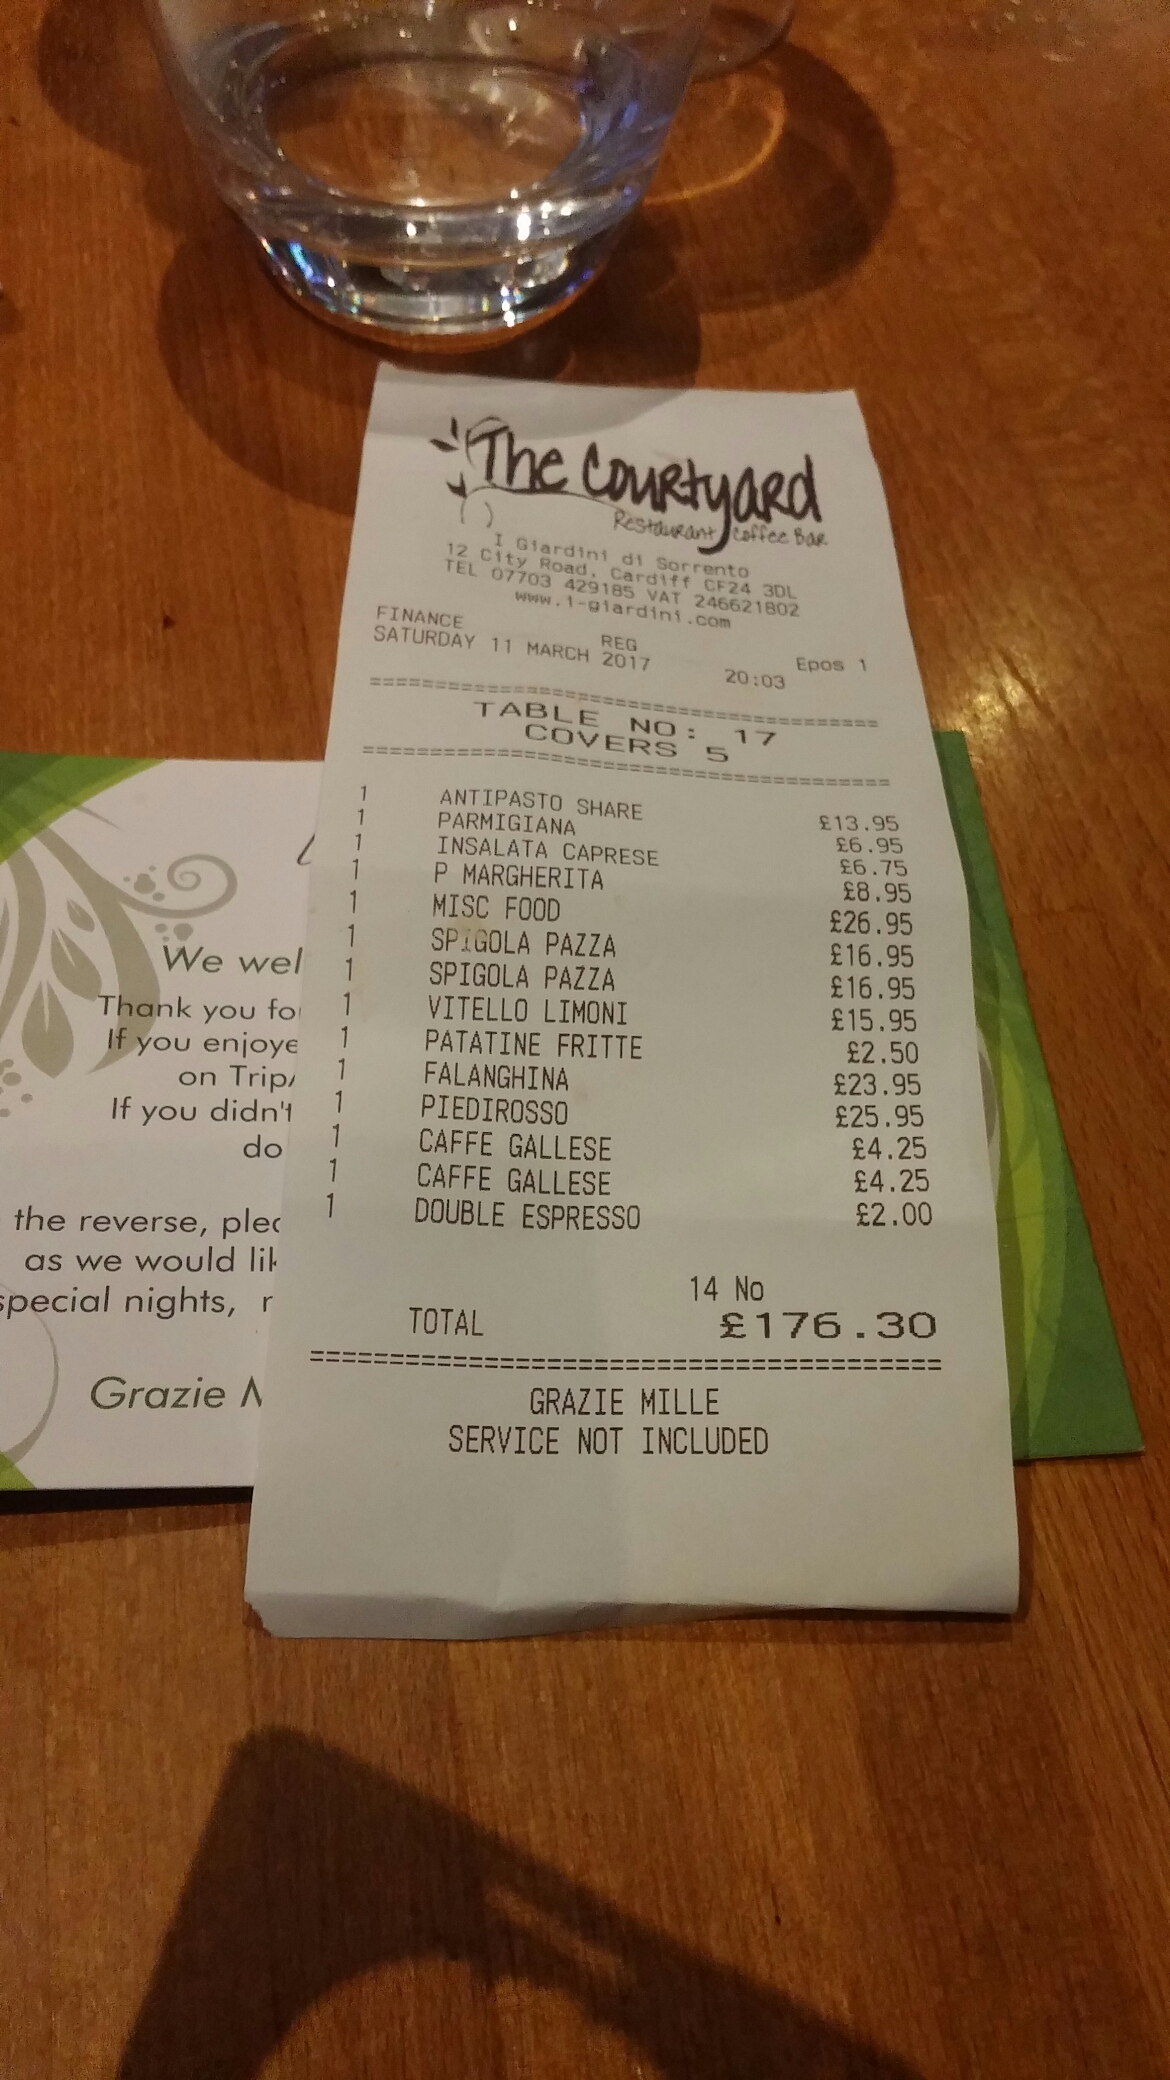 The Courtyard
Restaurant Coffee Bar
I Giardini di Sorrento
12 City Road, Cardiff CF24 3DL
TEL 07703 429185 VAT 246621802
www.i-giardini.com
FINANCE REG Epos 1
SATURDAY 11 MARCH 2017 20:03
==========================================
TABLE NO: 17
COVERS 5
==========================================
1 ANTIPASTO SHARE £13.95
1 PARMIGIANA £6.95
1 INSALATA CAPRESE £6.75
1 P MARGHERITA £8.95
1 MISC FOOD £26.95
1 SPIGOLA PAZZA £16.95
1 SPIGOLA PAZZA £16.95
1 VITELLO LIMONI £15.95
1 PATATINE FRITTE £2.50
1 FALANGHINA £23.95
1 PIEDIROSSO £25.95
1 CAFFE GALLESE £4.25
1 CAFFE GALLESE £4.25
1 DOUBLE ESPRESSO £2.00
14 No
TOTAL £176.30
==========================================
GRAZIE MILLE
SERVICE NOT INCLUDED
We wel
Thank you fo
If you enjoye
on Trip
If you didn't
do
the reverse, plec
as we would lik
special nights,
Grazie